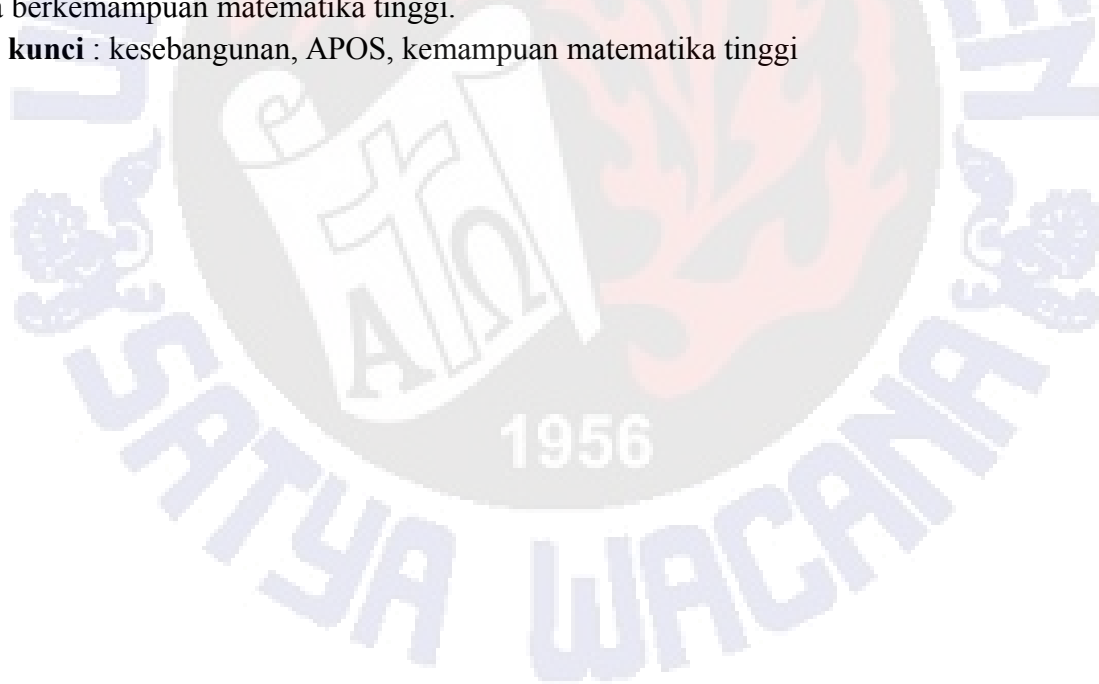 berkemampuan matematika tinggi.
kunci : kesebangunan, APOS, kemampuan matematika tinggi
Α Ω
1956
SATYA WACANA